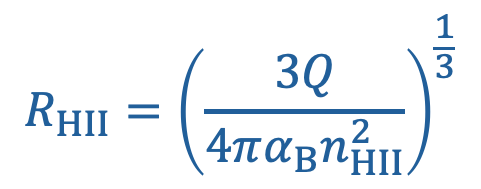 R_HII = (3Q / 4πα_B n_HII^2)^(1/3)